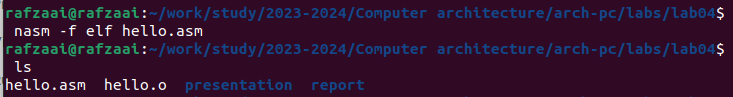 rafzaai@rafzaai:~/work/study/2023-2024/Computer architecture/arch-pc/labs/lab04$
nasm -f elf hello.asm
rafzaai@rafzaai:~/work/study/2023-2024/Computer architecture/arch-pc/labs/lab04$
ls
hello.asm  hello.o  presentation  report